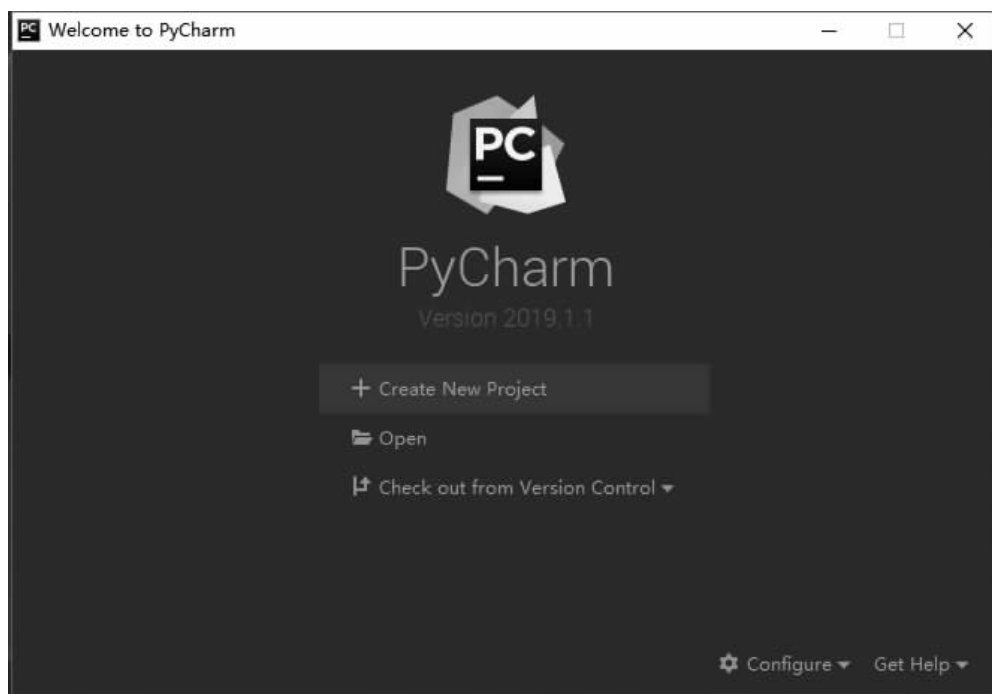 PC Welcome to PyCharm
PC
PyCharm
Version 2019.1.1
Create New Project
Open
Check out from Version Control
Configure Get Help